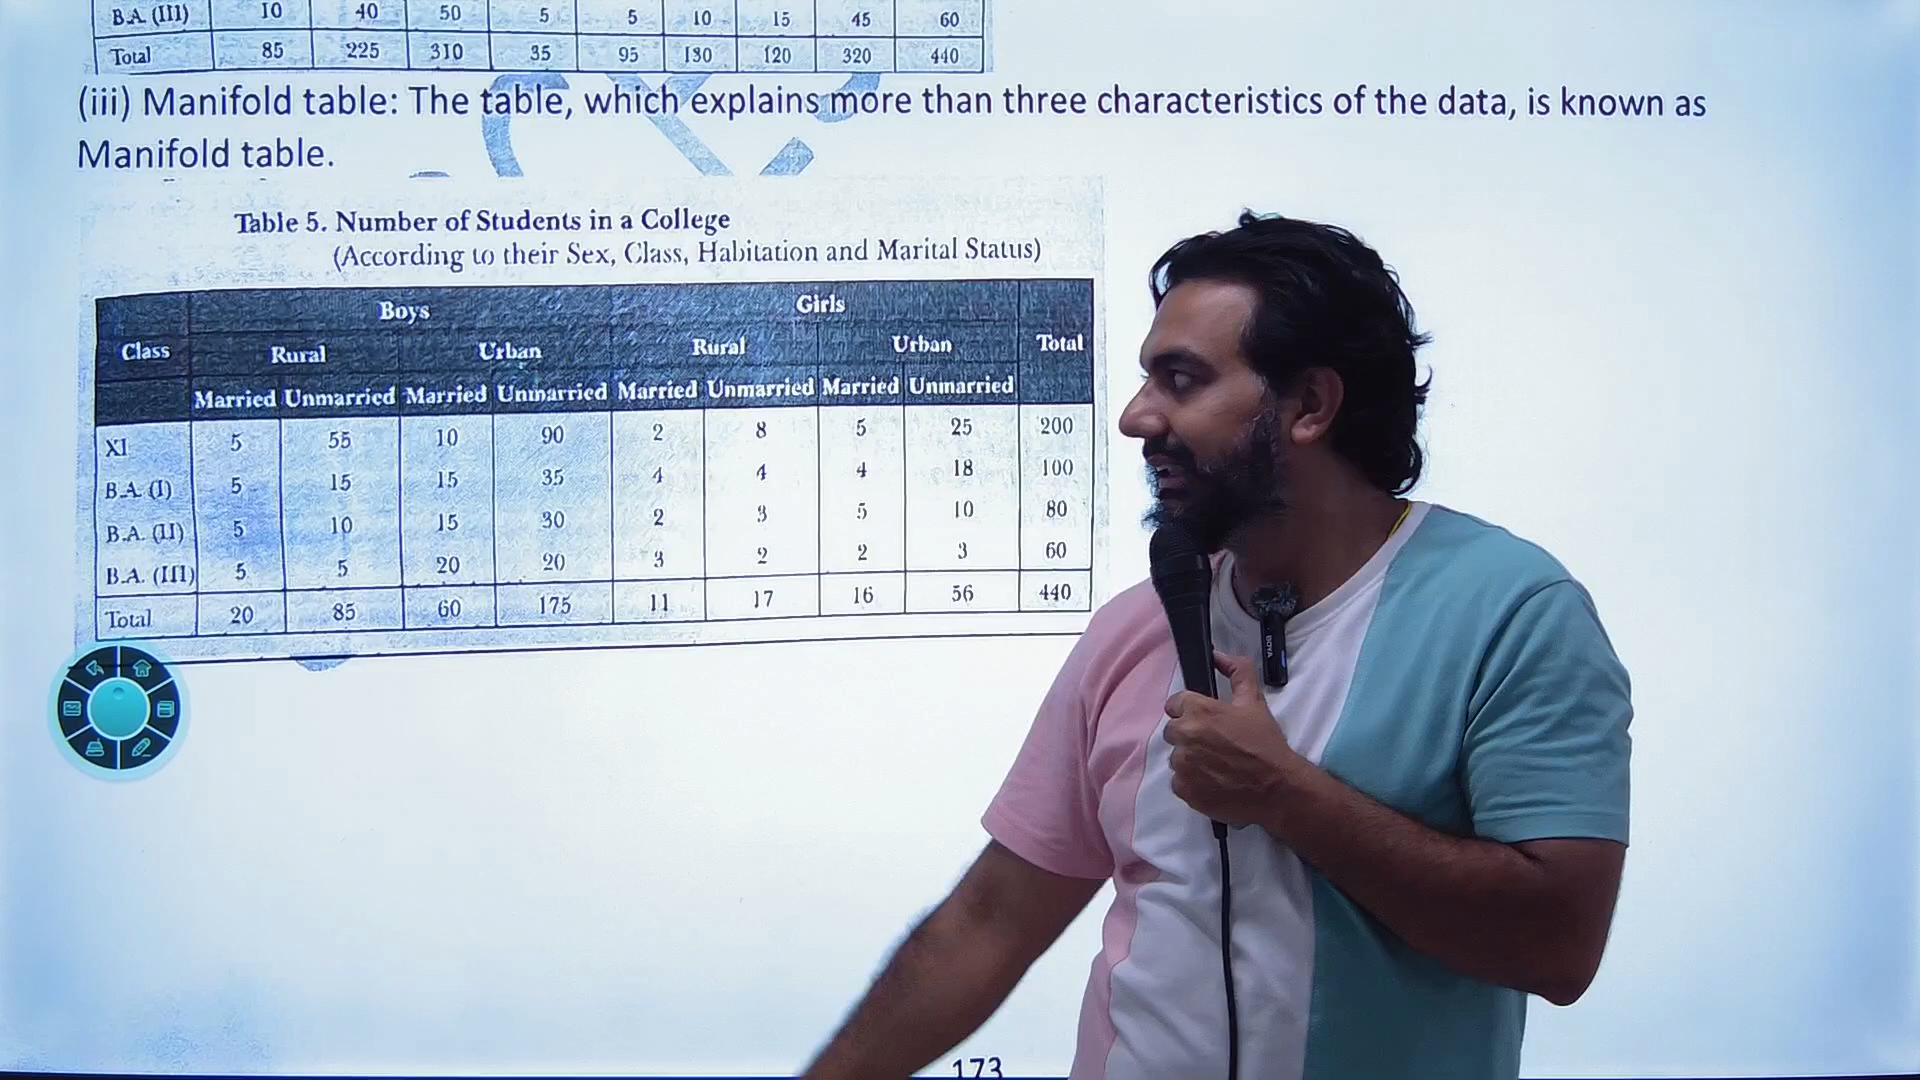 B.A. (III) 10 40 50 5 5 10 15 45 60
Total 85 225 310 35 95 130 120 320 440
(iii) Manifold table: The table, which explains more than three characteristics of the data, is known as
Manifold table.
Table 5. Number of Students in a College
(According to their Sex, Class, Habitation and Marital Status)
Boys Girls
Class Rural Urban Rural Urban Total
Married Unmarried Married Unmarried Married Unmarried Married Unmarried
XI 5 55 10 90 2 8 5 25 200
B.A. (I) 5 15 15 35 4 4 4 18 100
B.A. (II) 5 10 15 30 2 3 5 10 80
B.A. (III) 5 5 20 20 3 2 2 3 60
Total 20 85 60 175 11 17 16 56 440
BOYA
173